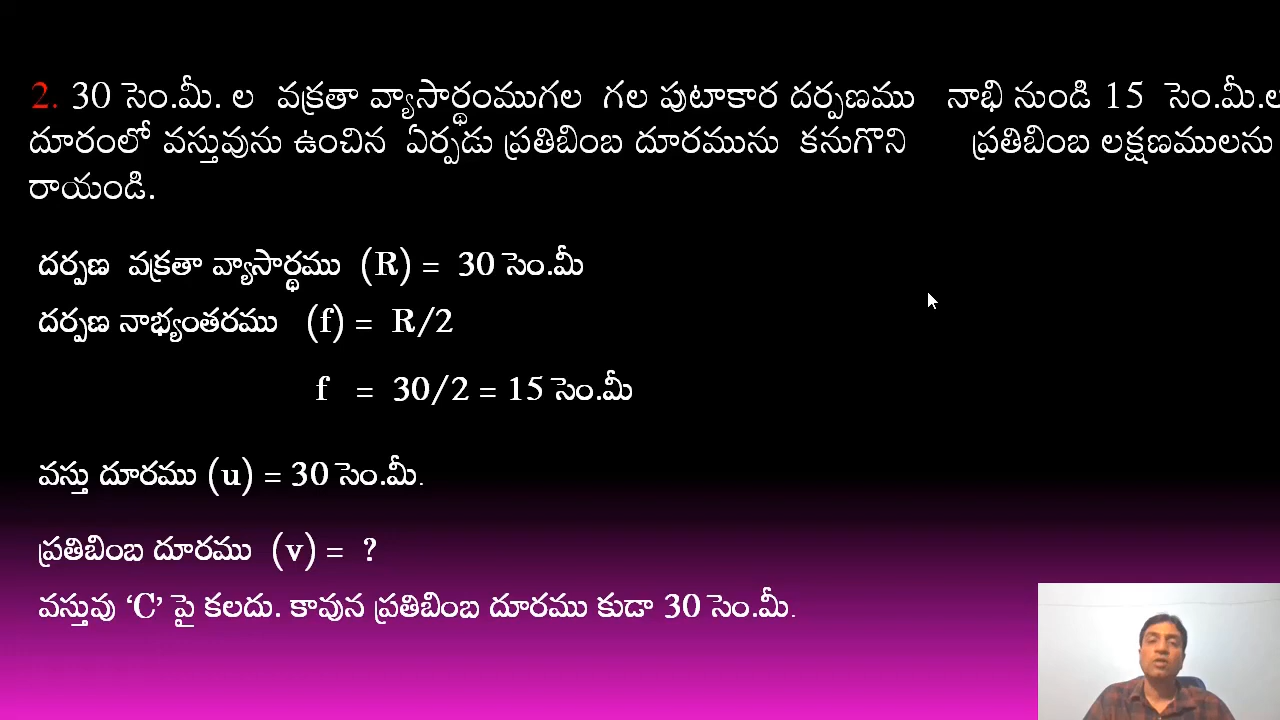 2. 30 సెం.మీ. ల వక్రతా వ్యాసార్థంముగల గల పుటాకార దర్పణము నాభి నుండి 15 సెం.మీ.ల
దూరంలో వస్తువును ఉంచిన ఏర్పడు ప్రతిబింబ దూరమును కనుగొని ప్రతిబింబ లక్షణములను
రాయండి.
దర్పణ వక్రతా వ్యాసార్థము (R) = 30 సెం.మీ
దర్పణ నాభ్యంతరము (f) = R/2
f = 30/2 = 15 సెం.మీ
వస్తు దూరము (u) = 30 సెం.మీ.
ప్రతిబింబ దూరము (v) = ?
వస్తువు ‘C’ పై కలదు. కావున ప్రతిబింబ దూరము కుడా 30 సెం.మీ.